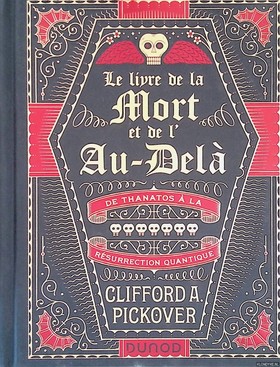 Le livre de la
Mort
et de l'
Au-Delà
DE THANATOS À LA
RÉSURRECTION QUANTIQUE
CLIFFORD A.
PICKOVER
DUNOD